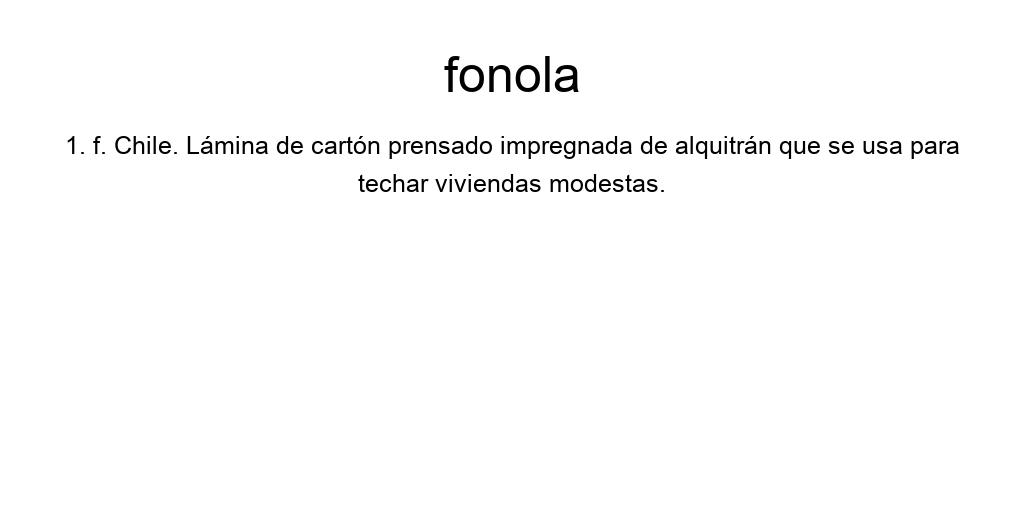 fonola
1. f. Chile. Lámina de cartón prensado impregnada de alquitrán que se usa para
techar viviendas modestas.